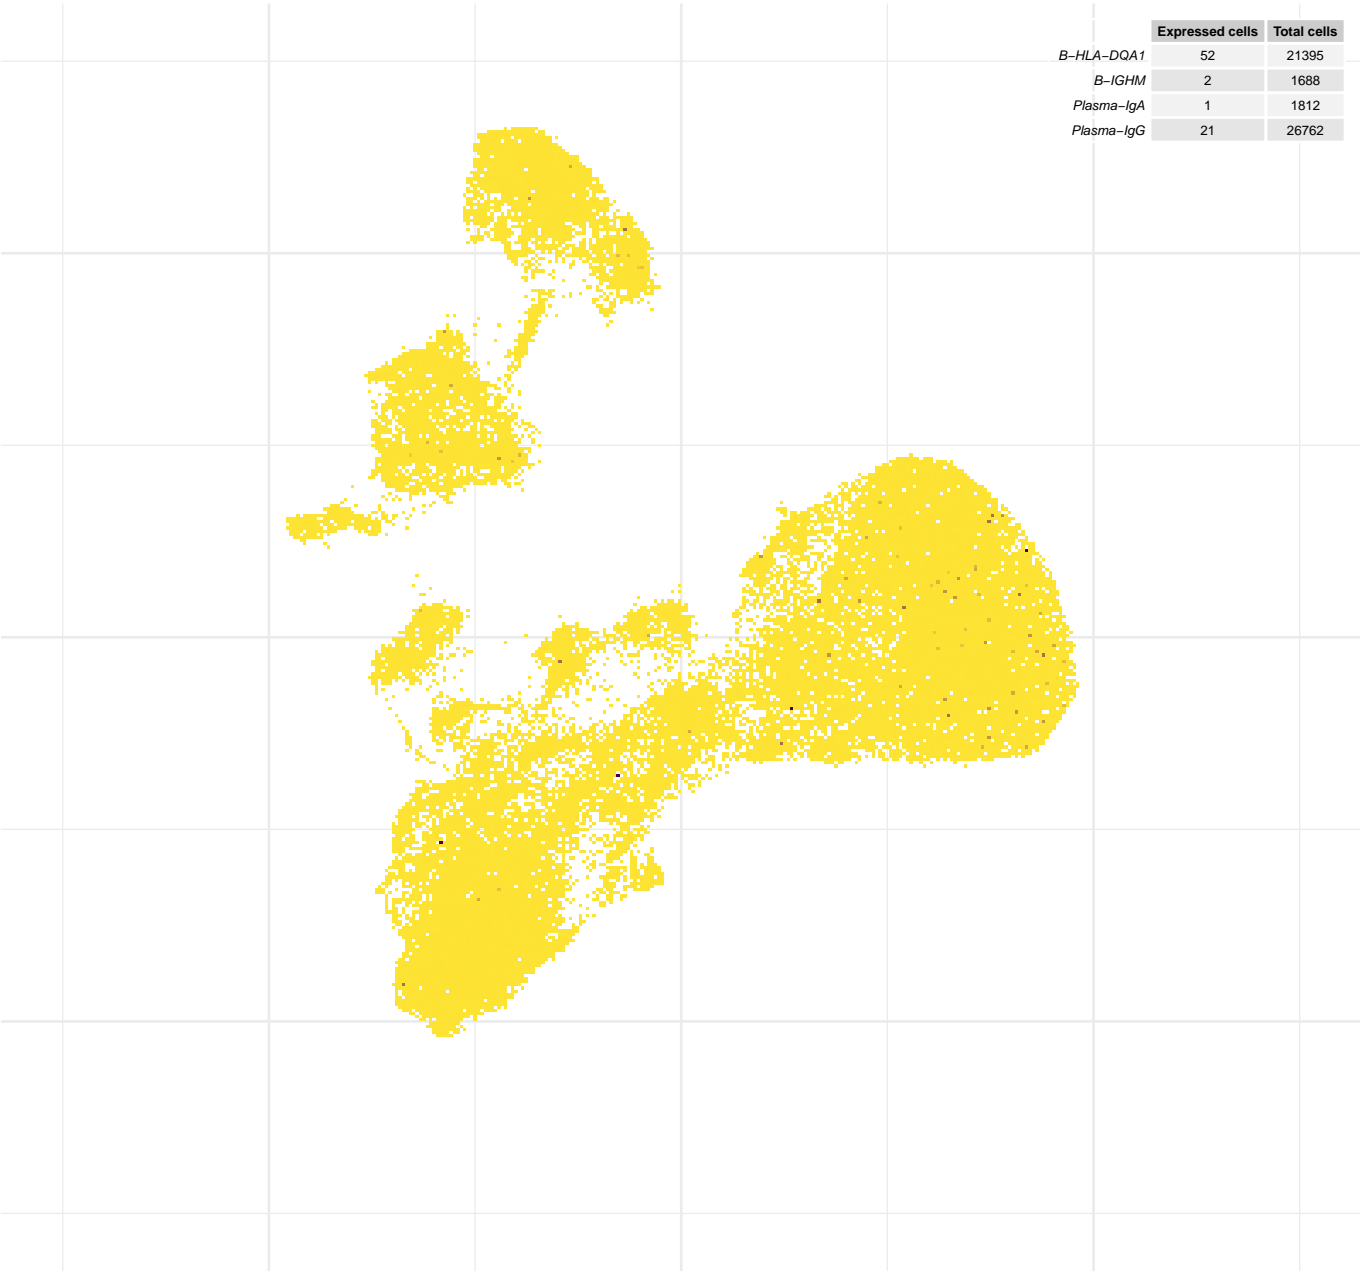 Expressed cells Total cells
B−HLA−DQA1 52 21395
B−IGHM 2 1688
Plasma−IgA 1 1812
Plasma−IgG 21 26762